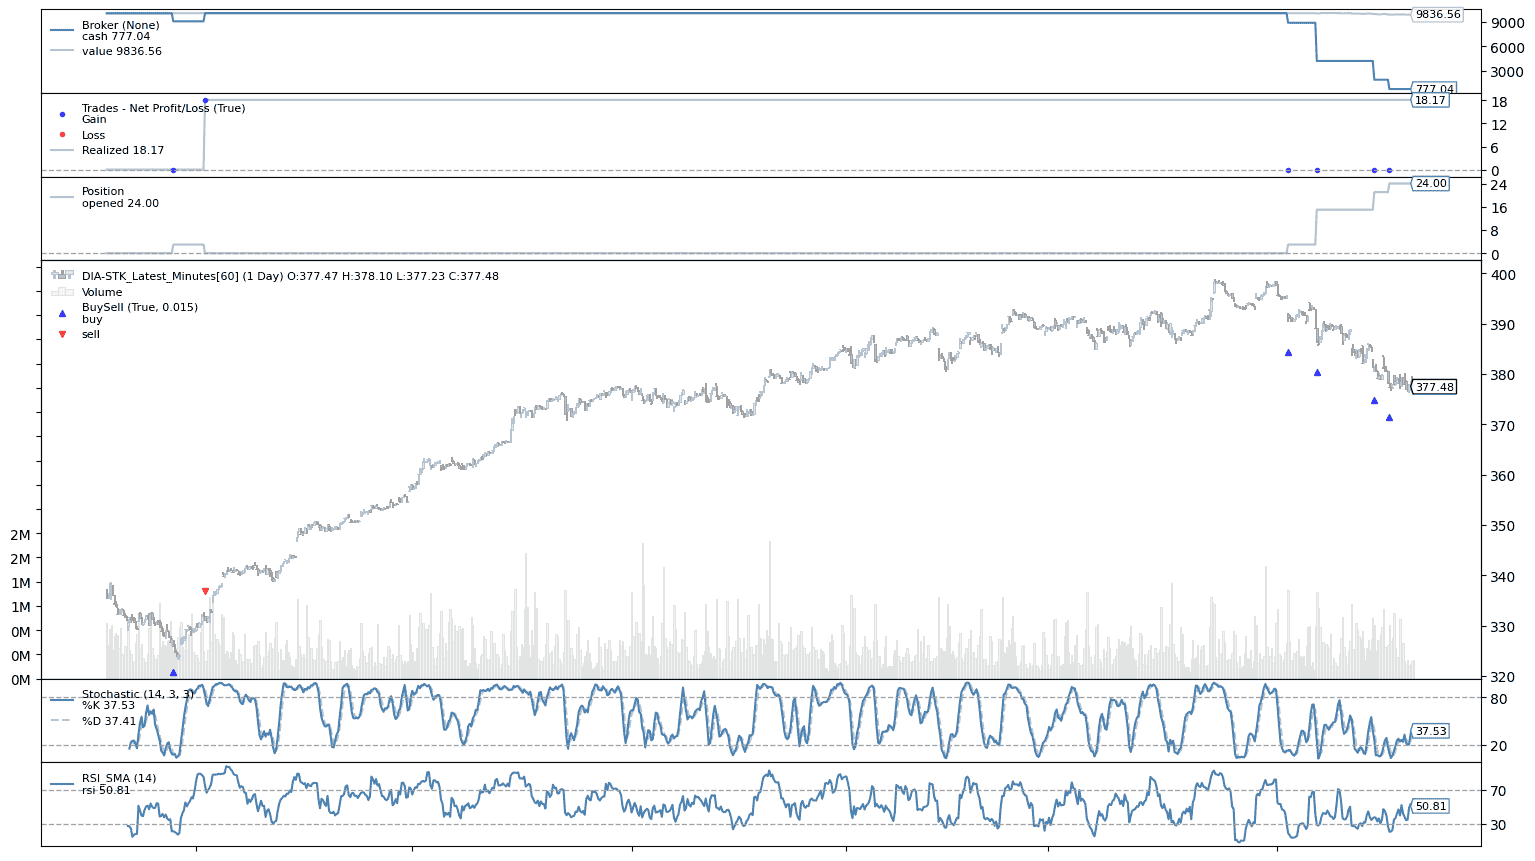 Broker (None)
cash 777.04
value 9836.56
9836.56
9000
6000
3000
777.04
Trades - Net Profit/Loss (True)
Gain
Loss
Realized 18.17
18.17
18
12
6
0
Position
opened 24.00
24.00
24
16
8
0
DIA-STK_Latest_Minutes[60] (1 Day) O:377.47 H:378.10 L:377.23 C:377.48
Volume
BuySell (True, 0.015)
buy
sell
400
390
380
377.48
370
360
350
340
330
320
2M
2M
1M
1M
0M
0M
0M
Stochastic (14, 3, 3)
%K 37.53
%D 37.41
80
37.53
20
RSI_SMA (14)
rsi 50.81
70
50.81
30